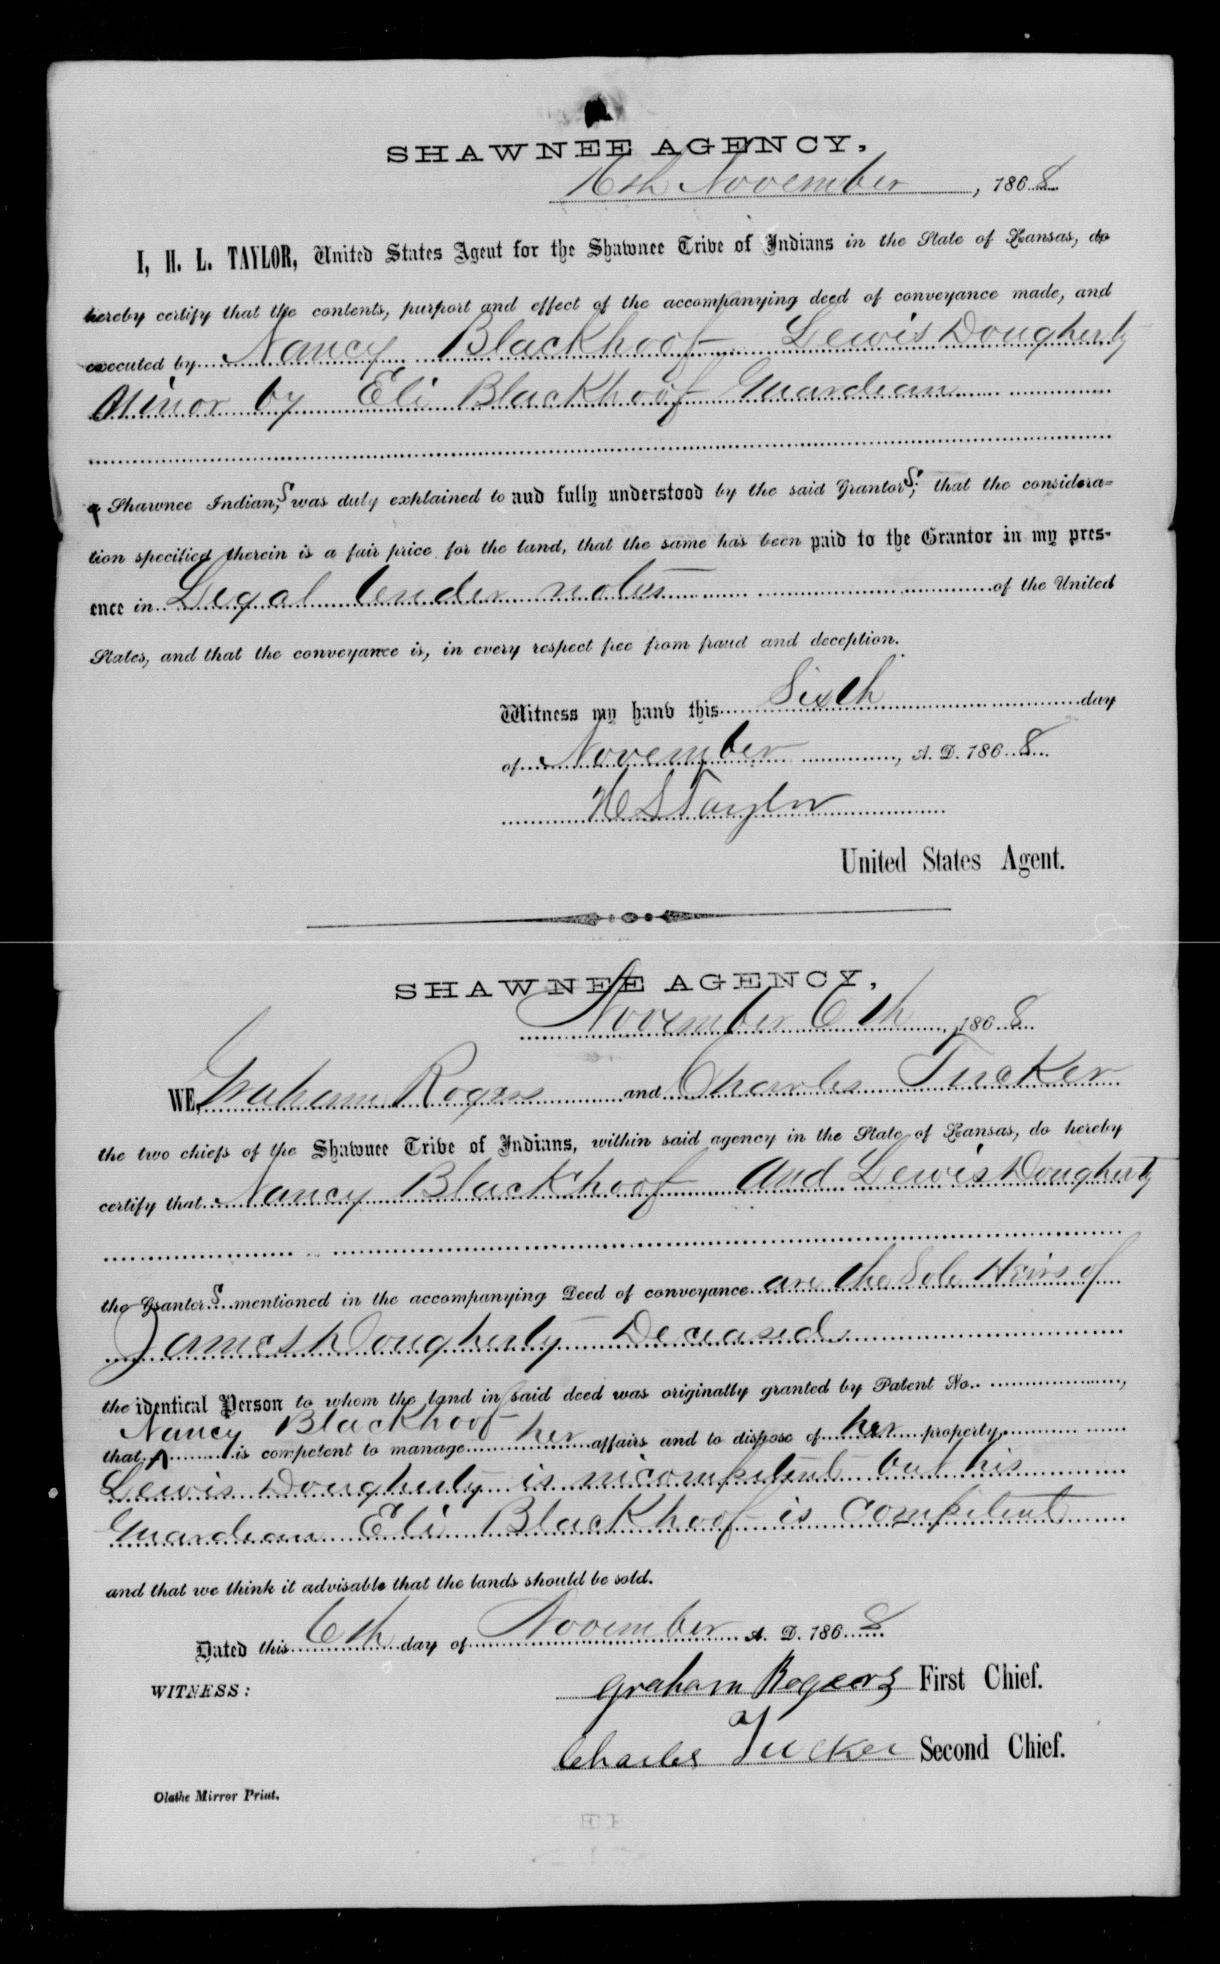 SHAWNEE AGENCY,
6th November, 1868
I, H. L. TAYLOR, United States Agent for the Shawnee Tribe of Indians in the State of Kansas, do
hereby certify that the contents, purport and effect of the accompanying deed of conveyance made, and
executed by Nancy Blackhoof Lewis Dougherty
Minor by Eli Blackhoof Guardian
a Shawnee Indian,s was duly explained to and fully understood by the said Grantors; that the considera=
tion specified therein is a fair price for the land, that the same has been paid to the Grantor in my pres-
ence in Legal tender notes of the United
States, and that the conveyance is, in every respect free from fraud and deception.
Witness my hand this Sixth day
of November, A. D. 1868
H L Taylor
United States Agent.
SHAWNEE AGENCY,
November 6th, 1868
WE, Graham Rogers and Charles Tucker
the two chiefs of the Shawnee Tribe of Indians, within said agency in the State of Kansas, do hereby
certify that Nancy Blackhoof and Lewis Dougherty
the Grantors mentioned in the accompanying Deed of conveyance are the Sole Heirs of
James Dougherty Deceased
the identical Person to whom the land in said deed was originally granted by Patent No. ,
Nancy Blackhoof
that is competent to manage her affairs and to dispose of her property,
Lewis Dougherty is incompetent but his
Guardian Eli Blackhoof is compitent
and that we think it advisable that the lands should be sold.
Dated this 6th day of November A. D. 1868
WITNESS:
Graham Rogers First Chief.
Charles Tucker Second Chief.
Olathe Mirror Print.